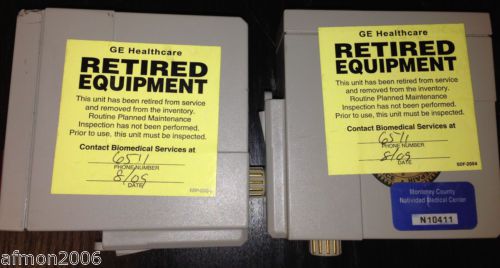 GE Healthcare
RETIRED
EQUIPMENT
This unit has been retired from service
and removed from the inventory.
Routine Planned Maintenance
Inspection has not been performed.
Prior to use, this unit must be inspected.
Contact Biomedical Services at
6511
PHONE NUMBER
8/09
DATE
GE Healthcare
RETIRED
EQUIPMENT
This unit has been retired from service
and removed from the inventory.
Routine Planned Maintenance
Inspection has not been performed.
Prior to use, this unit must be inspected.
Contact Biomedical Services at
6511
PHONE NUMBER
8/09
DATE
Monterey County
Natividad Medical Center
N10411
afmon2006